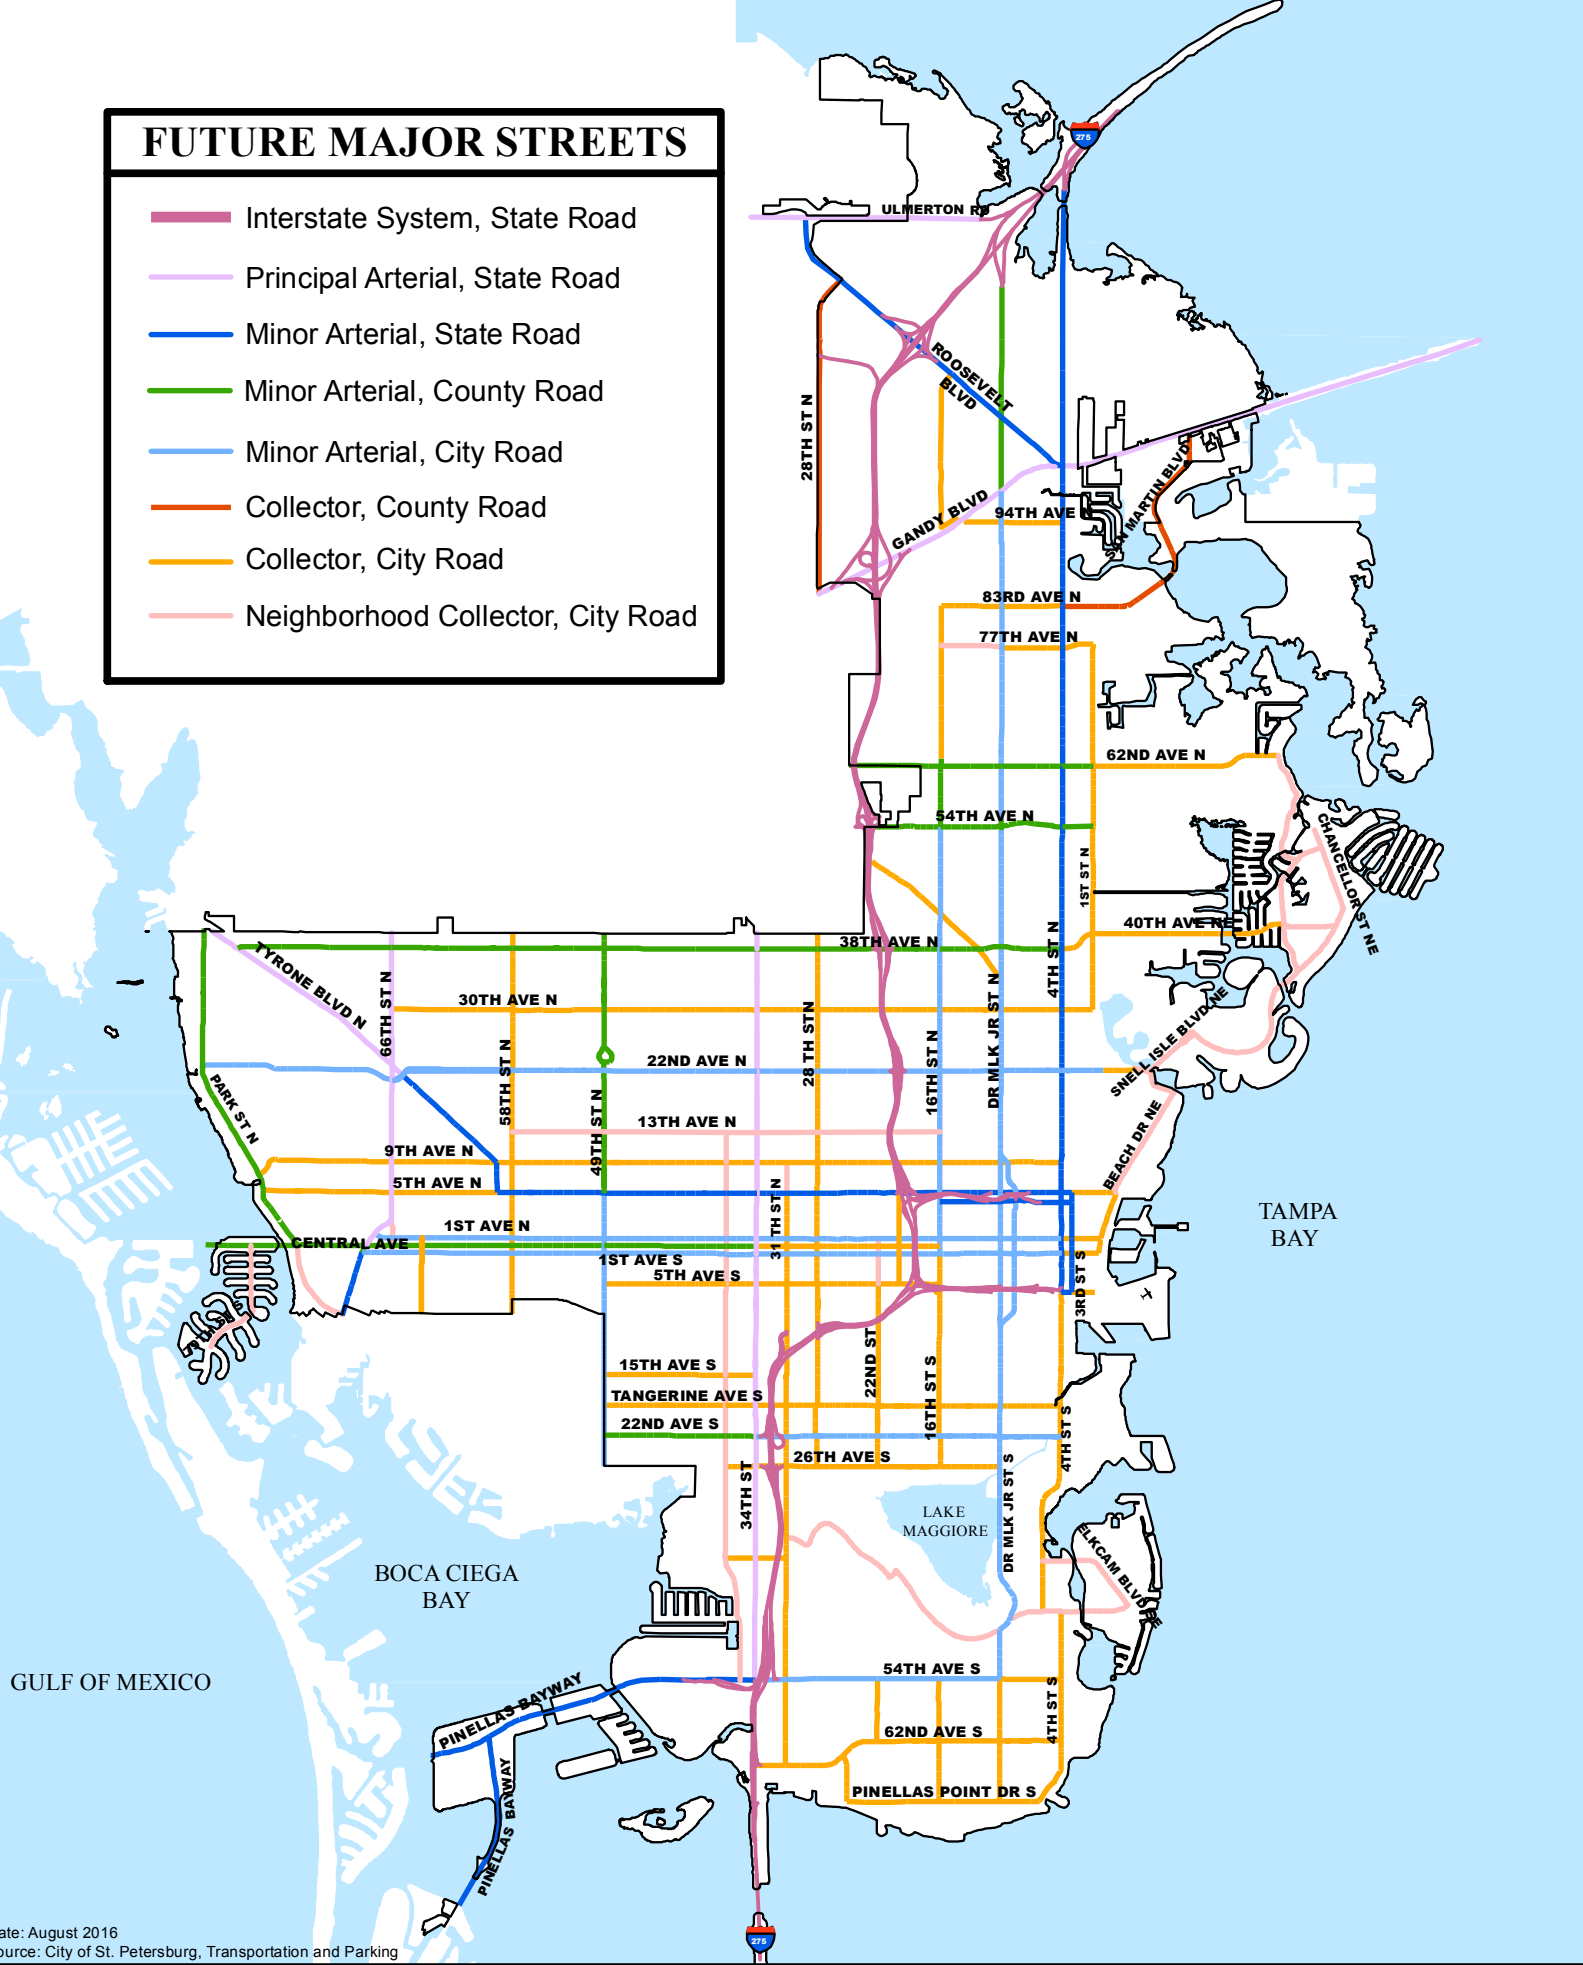 FUTURE MAJOR STREETS
Interstate System, State Road
Principal Arterial, State Road
Minor Arterial, State Road
Minor Arterial, County Road
Minor Arterial, City Road
Collector, County Road
Collector, City Road
Neighborhood Collector, City Road
275
ULMERTON RD
ROOSEVELT
BLVD
28TH ST N
GANDY BLVD
94TH AVE N
SAN MARTIN BLVD
83RD AVE N
77TH AVE N
62ND AVE N
54TH AVE N
CHANCELLOR ST NE
1ST ST N
40TH AVE NE
38TH AVE N
4TH ST N
TYRONE BLVD N
66TH ST N
30TH AVE N
28 TH STN
DR MLK JR ST N
SNELL ISLE BLVD NE
22ND AVE N
16TH ST N
58TH ST N
PARK ST N
49TH ST N
13TH AVE N
BEACH DR NE
9TH AVE N
5TH AVE N
31 TH ST N
1ST AVE N
CENTRAL AVE
1ST AVE S
5TH AVE S
3RD ST S
TAMPA
BAY
15TH AVE S
22ND ST
16TH ST S
TANGERINE AVE S
22ND AVE S
4TH ST S
26TH AVE S
34TH ST
DR MLK JR ST S
LAKE
MAGGIORE
BOCA CIEGA
BAY
GULF OF MEXICO
54TH AVE S
PINELLAS BAYWAY
62ND AVE S
4TH ST S
PINELLAS BAYWAY
PINELLAS POINT DR S
275
ate: August 2016
ource: City of St. Petersburg, Transportation and Parking